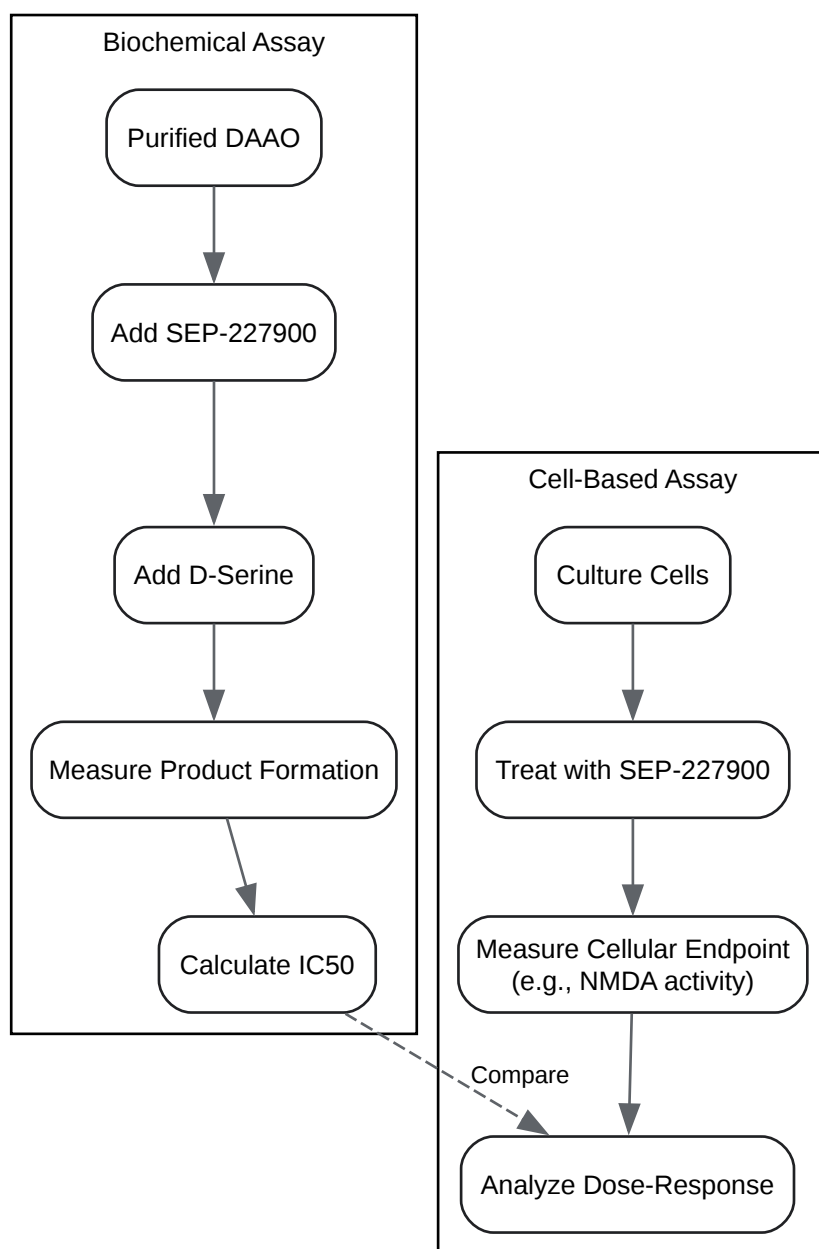 Biochemical Assay
Purified DAAO
Add SEP-227900
Add D-Serine
Measure Product Formation
Calculate IC50
Compare
Cell-Based Assay
Culture Cells
Treat with SEP-227900
Measure Cellular Endpoint
(e.g., NMDA activity)
Analyze Dose-Response